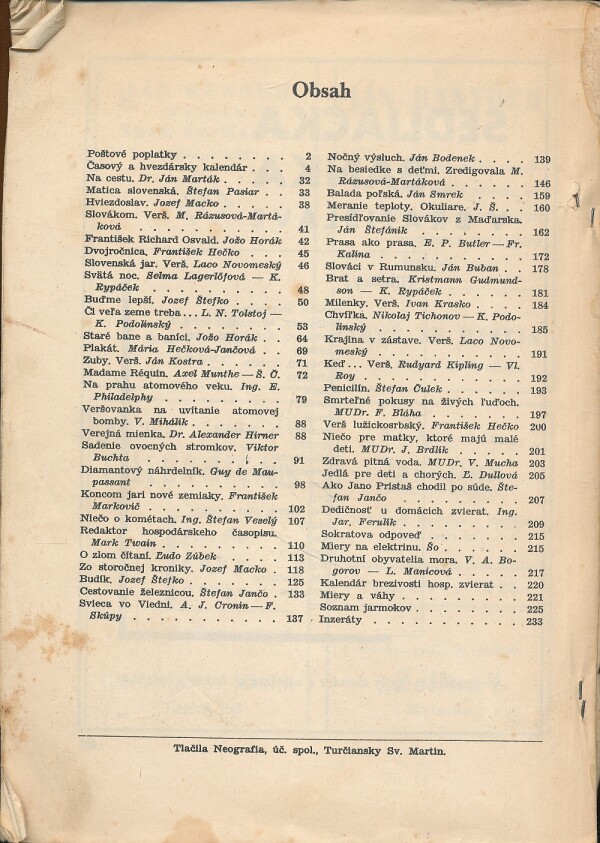 Obsah
Poštové poplatky . . . . . . . . 2
Časový a hvezdársky kalendár . . . 4
Na cestu. Dr. Ján Marták . . . . . 32
Matica slovenská. Štefan Pasiar . . 33
Hviezdoslav. Jozef Macko . . . . . 38
Slovákom. Verš. M. Rázusová-Martá-
ková . . . . . . . . . . 41
František Richard Osvald. Jožo Horák 42
Dvojročnica. František Hečko . . . . 45
Slovenská jar. Verš. Laco Novomeský 46
Svätá noc. Selma Lagerlöfová — K.
Rypáček . . . . . . . . . 48
Buďme lepší. Jozef Štefko . . . . . 50
Či veľa zeme treba... L. N. Tolstoj —
K. Podolinský . . . . . . . . 53
Staré bane a baníci. Jožo Horák . . 64
Plakát. Mária Hečková-Jančová . . 69
Zuby. Verš. Ján Kostra . . . . . . 71
Madame Réquin. Axel Munthe — Š. Č. 72
Na prahu atomového veku. Ing. E.
Philadelphy . . . . . . . . 79
Veršovanka na uvítanie atomovej
bomby. V. Mihálik . . . . . . 88
Verejná mienka. Dr. Alexander Hirner 88
Sadenie ovocných stromkov. Viktor
Buchta . . . . . . . . . . 91
Diamantový náhrdelník. Guy de Mau-
passant . . . . . . . . . 98
Koncom jari nové zemiaky. František
Markovič . . . . . . . . . 102
Niečo o kométach. Ing. Štefan Veselý 107
Redaktor hospodárskeho časopisu.
Mark Twain . . . . . . . . 110
O zlom čítaní. Ľudo Zúbek . . . . 113
Zo storočnej kroniky. Jozef Macko . 118
Budík. Jozef Štejko . . . . . . . 125
Cestovanie železnicou. Štefan Jančo . 133
Svieca vo Viedni. A. J. Cronin — F.
Skúpy . . . . . . . . . . 137
Nočný výsluch. Ján Bodenek . . . . 139
Na besiedke s deťmi. Zredigovala M.
Rázusová-Martáková . . . . . 146
Balada poľská. Ján Smrek . . . . 159
Meranie teploty. Okuliare. J. Š. . . 160
Presídľovanie Slovákov z Maďarska.
Ján Štefánik . . . . . . . . 162
Prasa ako prasa. E. P. Butler — Fr.
Kalina . . . . . . . . . . 172
Slováci v Rumunsku. Ján Buban . . 178
Brat a setra. Kristmann Gudmund-
son — K. Rypáček . . . . . . 181
Milenky. Verš. Ivan Krasko . . . . 184
Chvíľka. Nikolaj Tichonov — K. Podo-
linský . . . . . . . . . . 185
Krajina v zástave. Verš. Laco Novo-
meský . . . . . . . . . . 191
Keď... Verš. Rudyard Kipling — Vl.
Roy . . . . . . . . . . . 192
Penicilín. Štefan Čulek . . . . . . 193
Smrteľné pokusy na živých ľuďoch.
MUDr. F. Bláha . . . . . . . 197
Verš lužickosrbský. František Hečko 200
Niečo pre matky, ktoré majú malé
deti. MUDr. J. Brdlík . . . . . 201
Zdravá pitná voda. MUDr. V. Mucha 203
Jedlá pre deti a chorých. E. Dullová 205
Ako Jano Pristaš chodil po súde. Šte-
fan Jančo . . . . . . . . . 207
Dedičnosť u domácich zvierat. Ing.
Jar. Ferulík . . . . . . . . 209
Sokratova odpoveď . . . . . . . 215
Miery na elektrinu. Šo . . . . . . 215
Druhotní obyvatelia mora. V. A. Bo-
gorov — L. Manicová . . . . . 217
Kalendár brezivosti hosp. zvierat . . 220
Miery a váhy . . . . . . . . . 221
Soznam jarmokov . . . . . . . . 225
Inzeráty . . . . . . . . . . . 233
Tlačila Neografia, úč. spol., Turčiansky Sv. Martin.